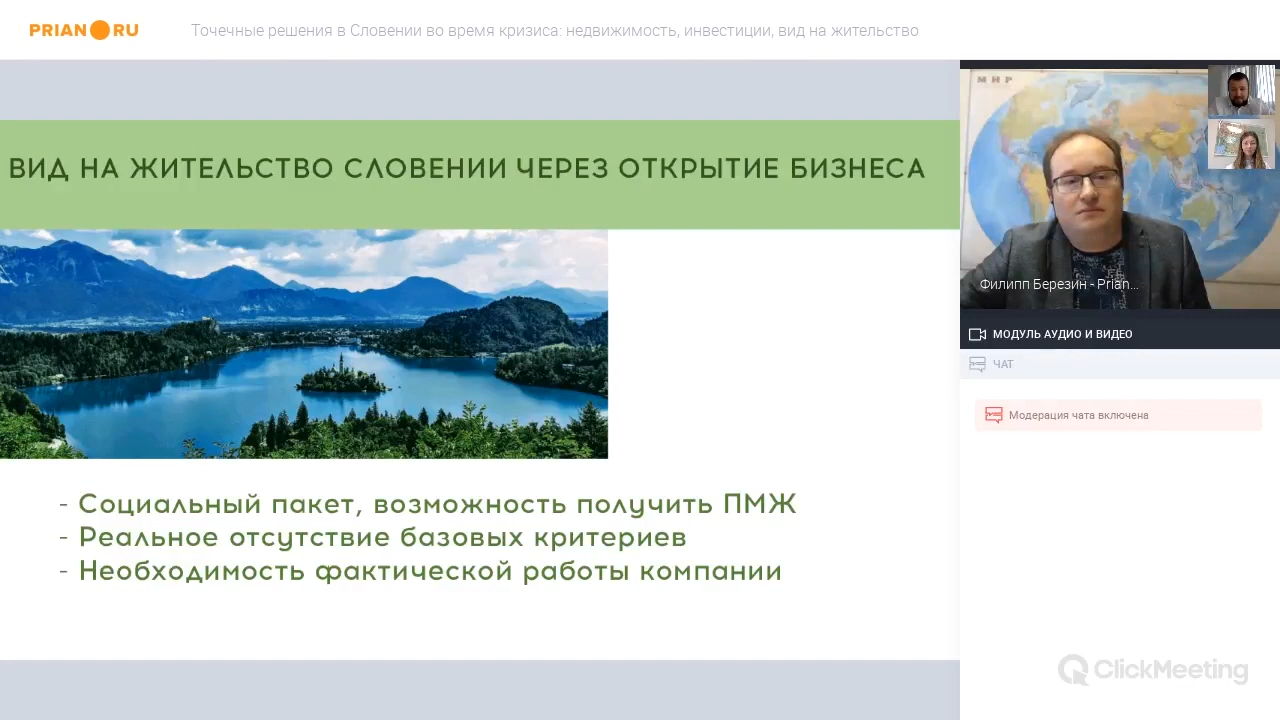 PRIAN RU
Точечные решения в Словении во время кризиса: недвижимость, инвестиции, вид на жительство
ВИД НА ЖИТЕЛЬСТВО СЛОВЕНИИ ЧЕРЕЗ ОТКРЫТИЕ БИЗНЕСА
- Социальный пакет, возможность получить ПМЖ
- Реальное отсутствие базовых критериев
- Необходимость фактической работы компании
МИР
Филипп Березин - Prian...
МОДУЛЬ АУДИО И ВИДЕО
ЧАТ
Модерация чата включена
ClickMeeting